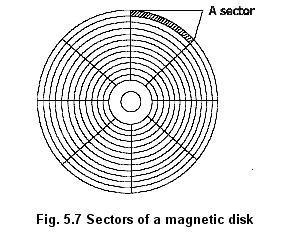 A sector
Fig. 5.7 Sectors of a magnetic disk